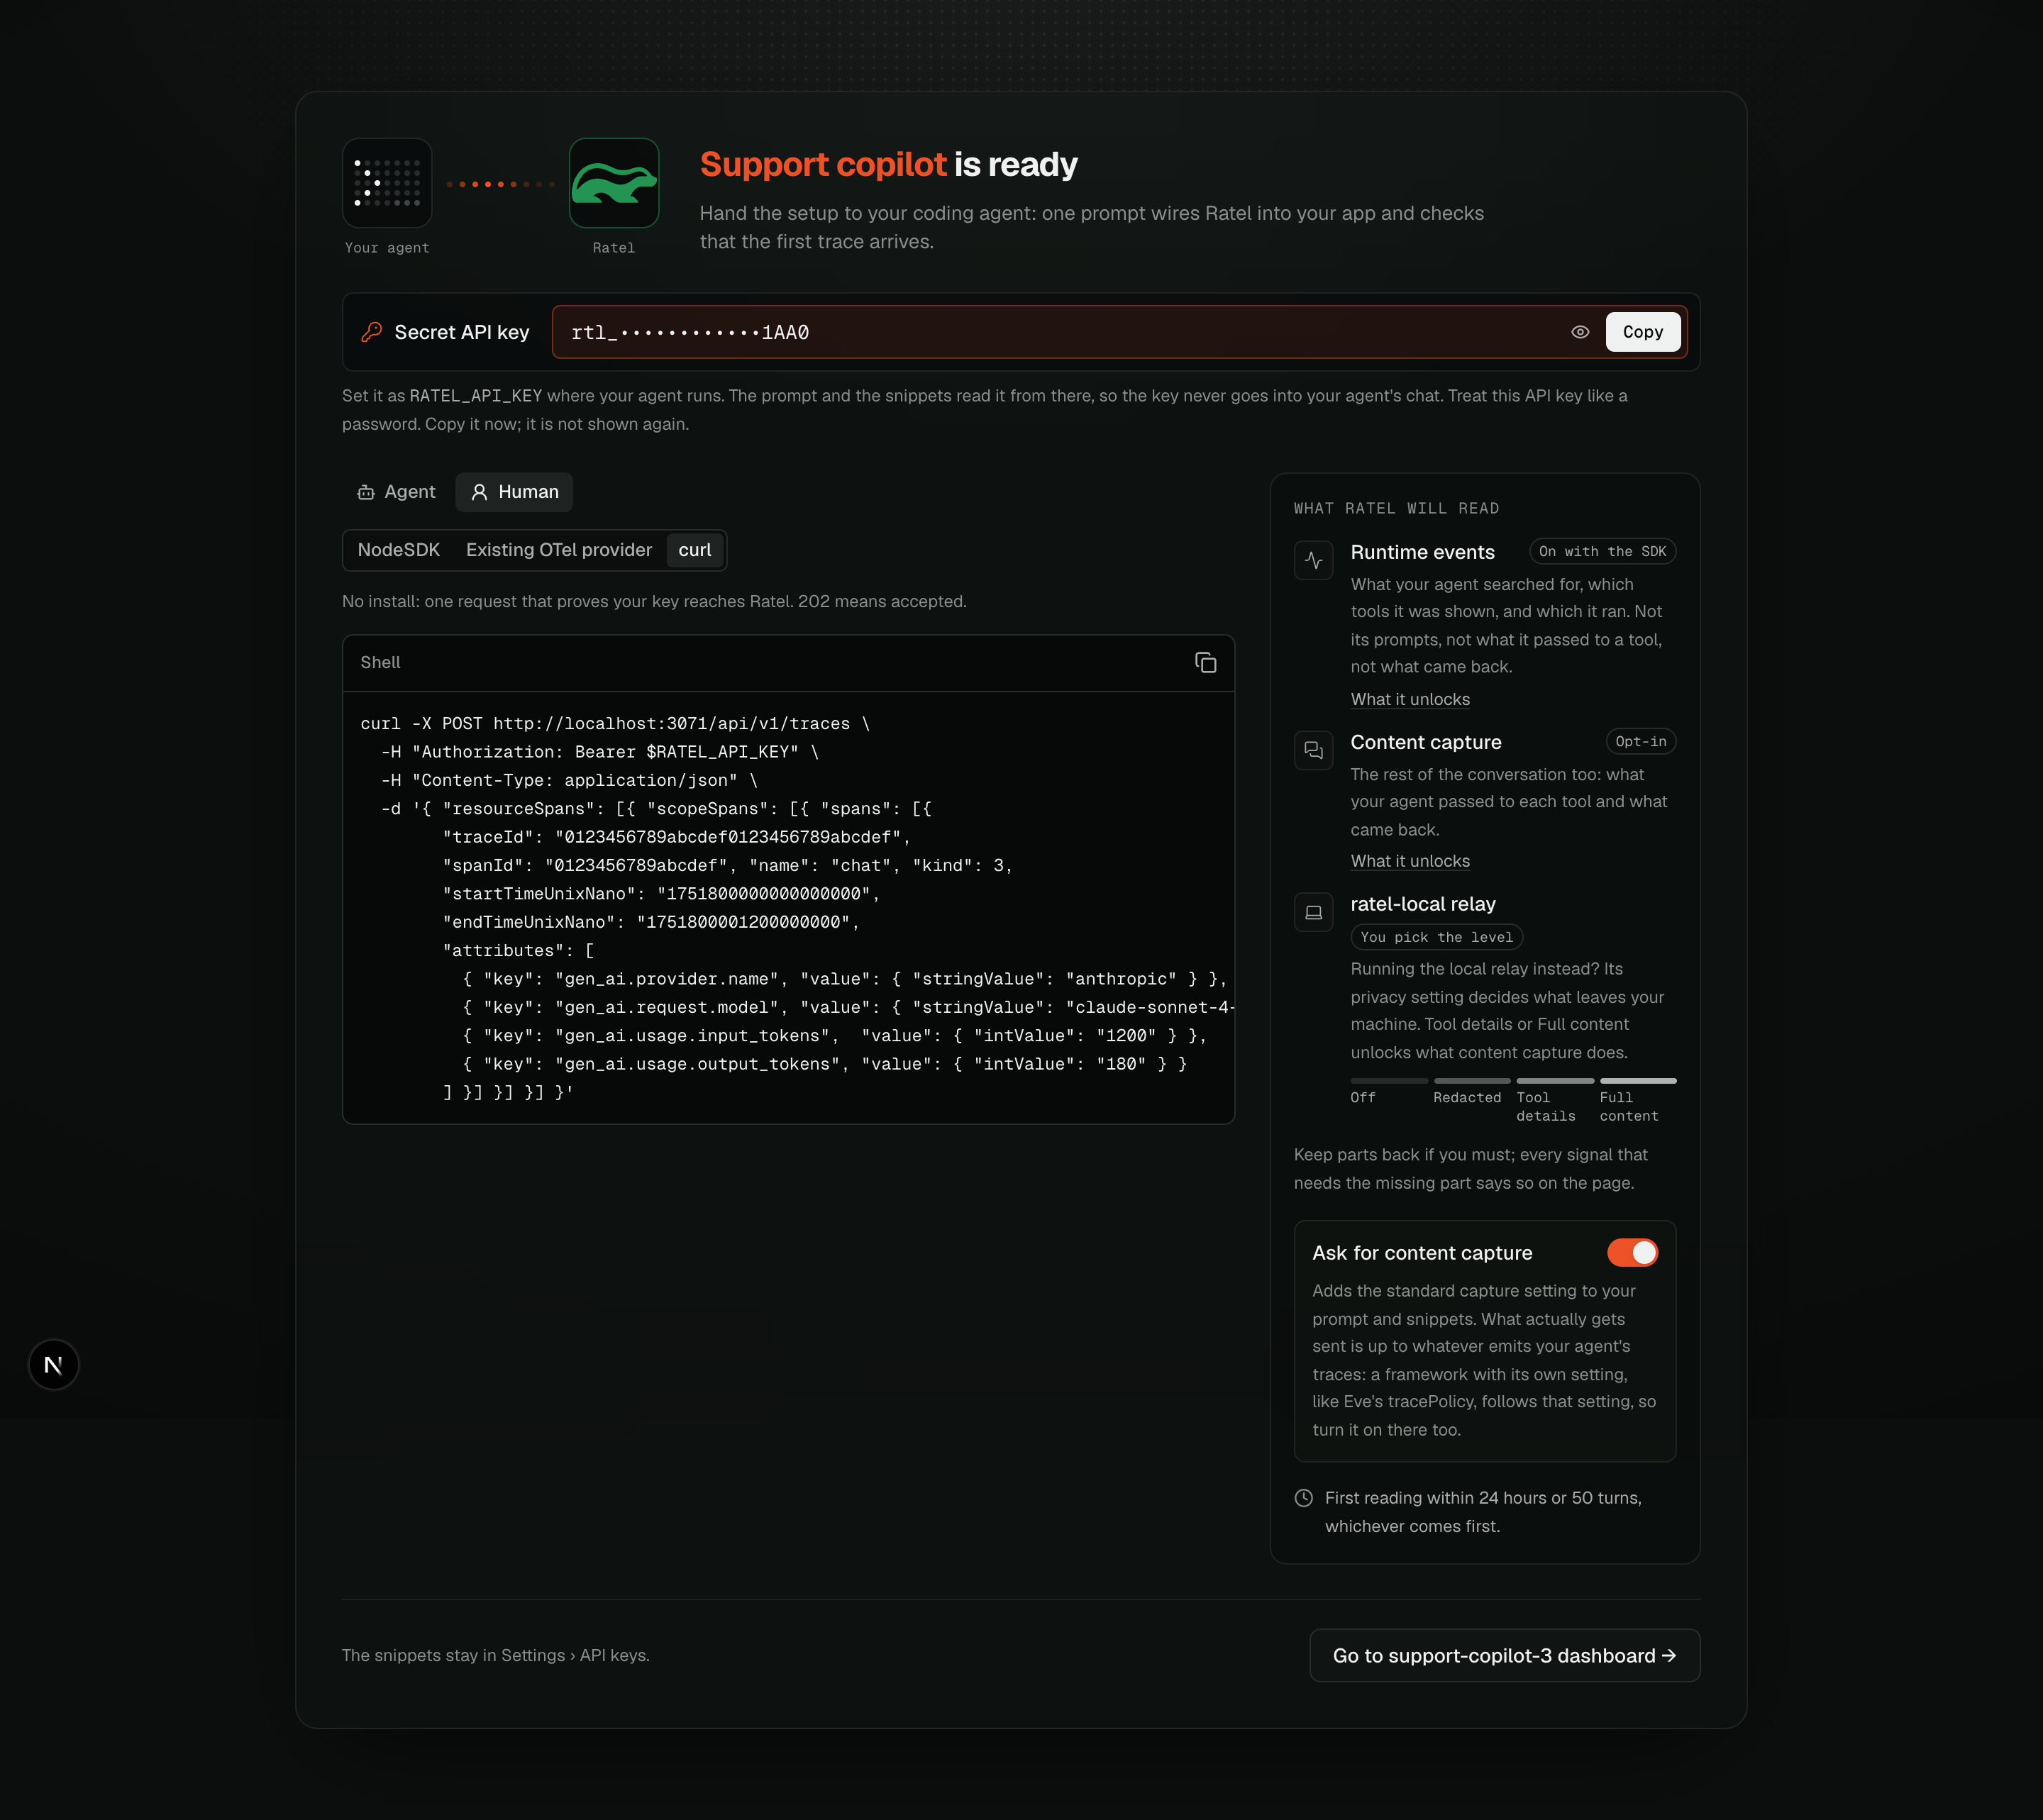 Your agent
Ratel
Support copilot is ready
Hand the setup to your coding agent: one prompt wires Ratel into your app and checks
that the first trace arrives.
Secret API key
rtl_••••••••••••1AA0
Copy
Set it as RATEL_API_KEY where your agent runs. The prompt and the snippets read it from there, so the key never goes into your agent's chat. Treat this API key like a
password. Copy it now; it is not shown again.
Agent
Human
NodeSDK
Existing OTel provider
curl
No install: one request that proves your key reaches Ratel. 202 means accepted.
Shell
curl -X POST http://localhost:3071/api/v1/traces \
-H "Authorization: Bearer $RATEL_API_KEY" \
-H "Content-Type: application/json" \
-d '{ "resourceSpans": [{ "scopeSpans": [{ "spans": [{
"traceId": "0123456789abcdef0123456789abcdef",
"spanId": "0123456789abcdef", "name": "chat", "kind": 3,
"startTimeUnixNano": "1751800000000000000",
"endTimeUnixNano": "1751800001200000000",
"attributes": [
{ "key": "gen_ai.provider.name", "value": { "stringValue": "anthropic" } },
{ "key": "gen_ai.request.model", "value": { "stringValue": "claude-sonnet-4-
{ "key": "gen_ai.usage.input_tokens",  "value": { "intValue": "1200" } },
{ "key": "gen_ai.usage.output_tokens", "value": { "intValue": "180" } }
] }] }] }] }'
WHAT RATEL WILL READ
Runtime events
On with the SDK
What your agent searched for, which
tools it was shown, and which it ran. Not
its prompts, not what it passed to a tool,
not what came back.
What it unlocks
Content capture
Opt-in
The rest of the conversation too: what
your agent passed to each tool and what
came back.
What it unlocks
ratel-local relay
You pick the level
Running the local relay instead? Its
privacy setting decides what leaves your
machine. Tool details or Full content
unlocks what content capture does.
Off
Redacted
Tool details
Full content
Keep parts back if you must; every signal that
needs the missing part says so on the page.
Ask for content capture
Adds the standard capture setting to your
prompt and snippets. What actually gets
sent is up to whatever emits your agent's
traces: a framework with its own setting,
like Eve's tracePolicy, follows that setting, so
turn it on there too.
First reading within 24 hours or 50 turns,
whichever comes first.
N
The snippets stay in Settings › API keys.
Go to support-copilot-3 dashboard →